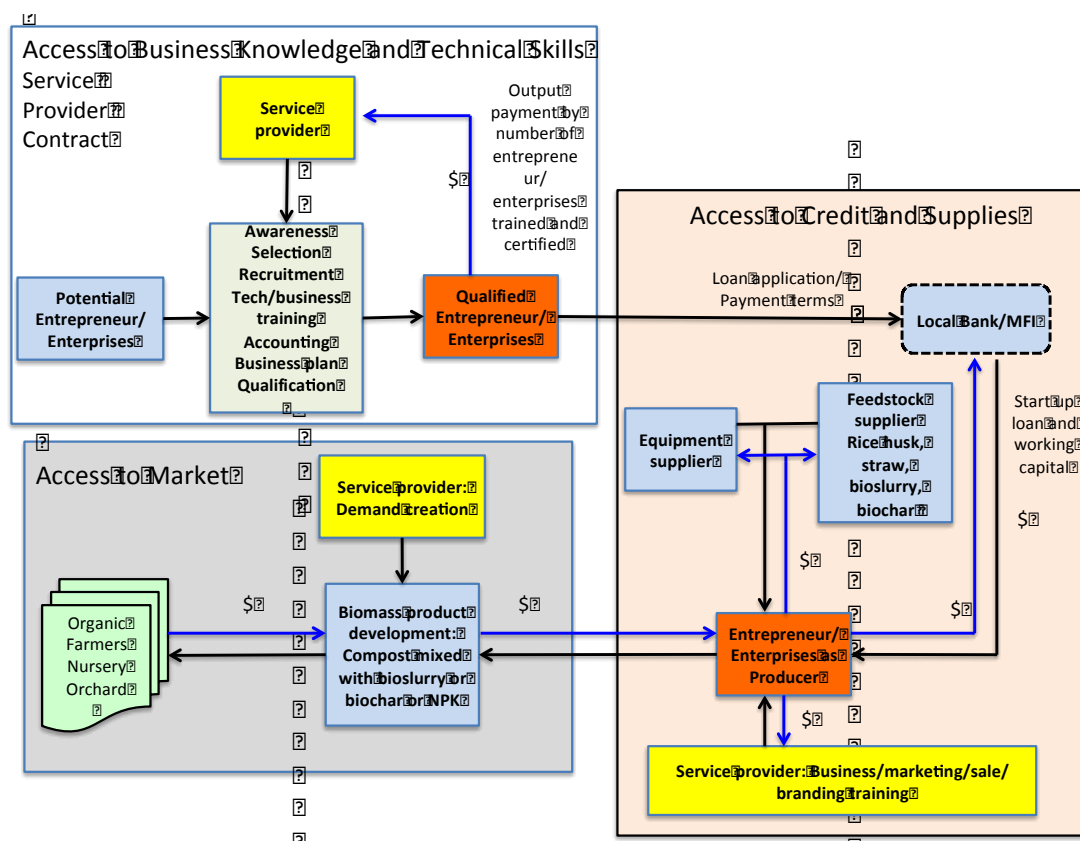 Access to Business Knowledge and Technical Skills
Service
Provider
Contract
Service
provider
Output
payment by
number of
entreprene
ur/
enterprises
trained and
certified
$
Awareness
Selection
Recruitment
Tech/business
training
Accounting
Business plan
Qualification
Potential
Entrepreneur/
Enterprises
Qualified
Entrepreneur/
Enterprises
Access to Credit and Supplies
Loan application/
Payment terms
Local Bank/MFI
Equipment
supplier
Feedstock
supplier
Rice husk,
straw,
bioslurry,
biochar
Start up
loan and
working
capital
$
$
$
Entrepreneur/
Enterprises as
Producer
$
Service provider: Business/marketing/sale/
branding training
Access to Market
Service provider:
Demand creation
$
$
Organic
Farmers
Nursery
Orchard
Biomass product
development:
Compost mixed
with bioslurry or
biochar or NPK